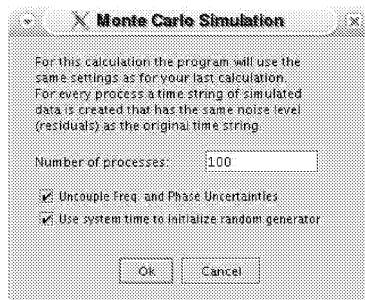 Monte Carlo Simulation
For this calculation the program will use the
same settings as for your last calculation.
For every process a time string of simulated
data is created that has the same noise level
(residuals) as the original time string
Number of processes: 100
Uncouple Freq. and Phase Uncertainties
Use system time to initialize random generator
Ok Cancel